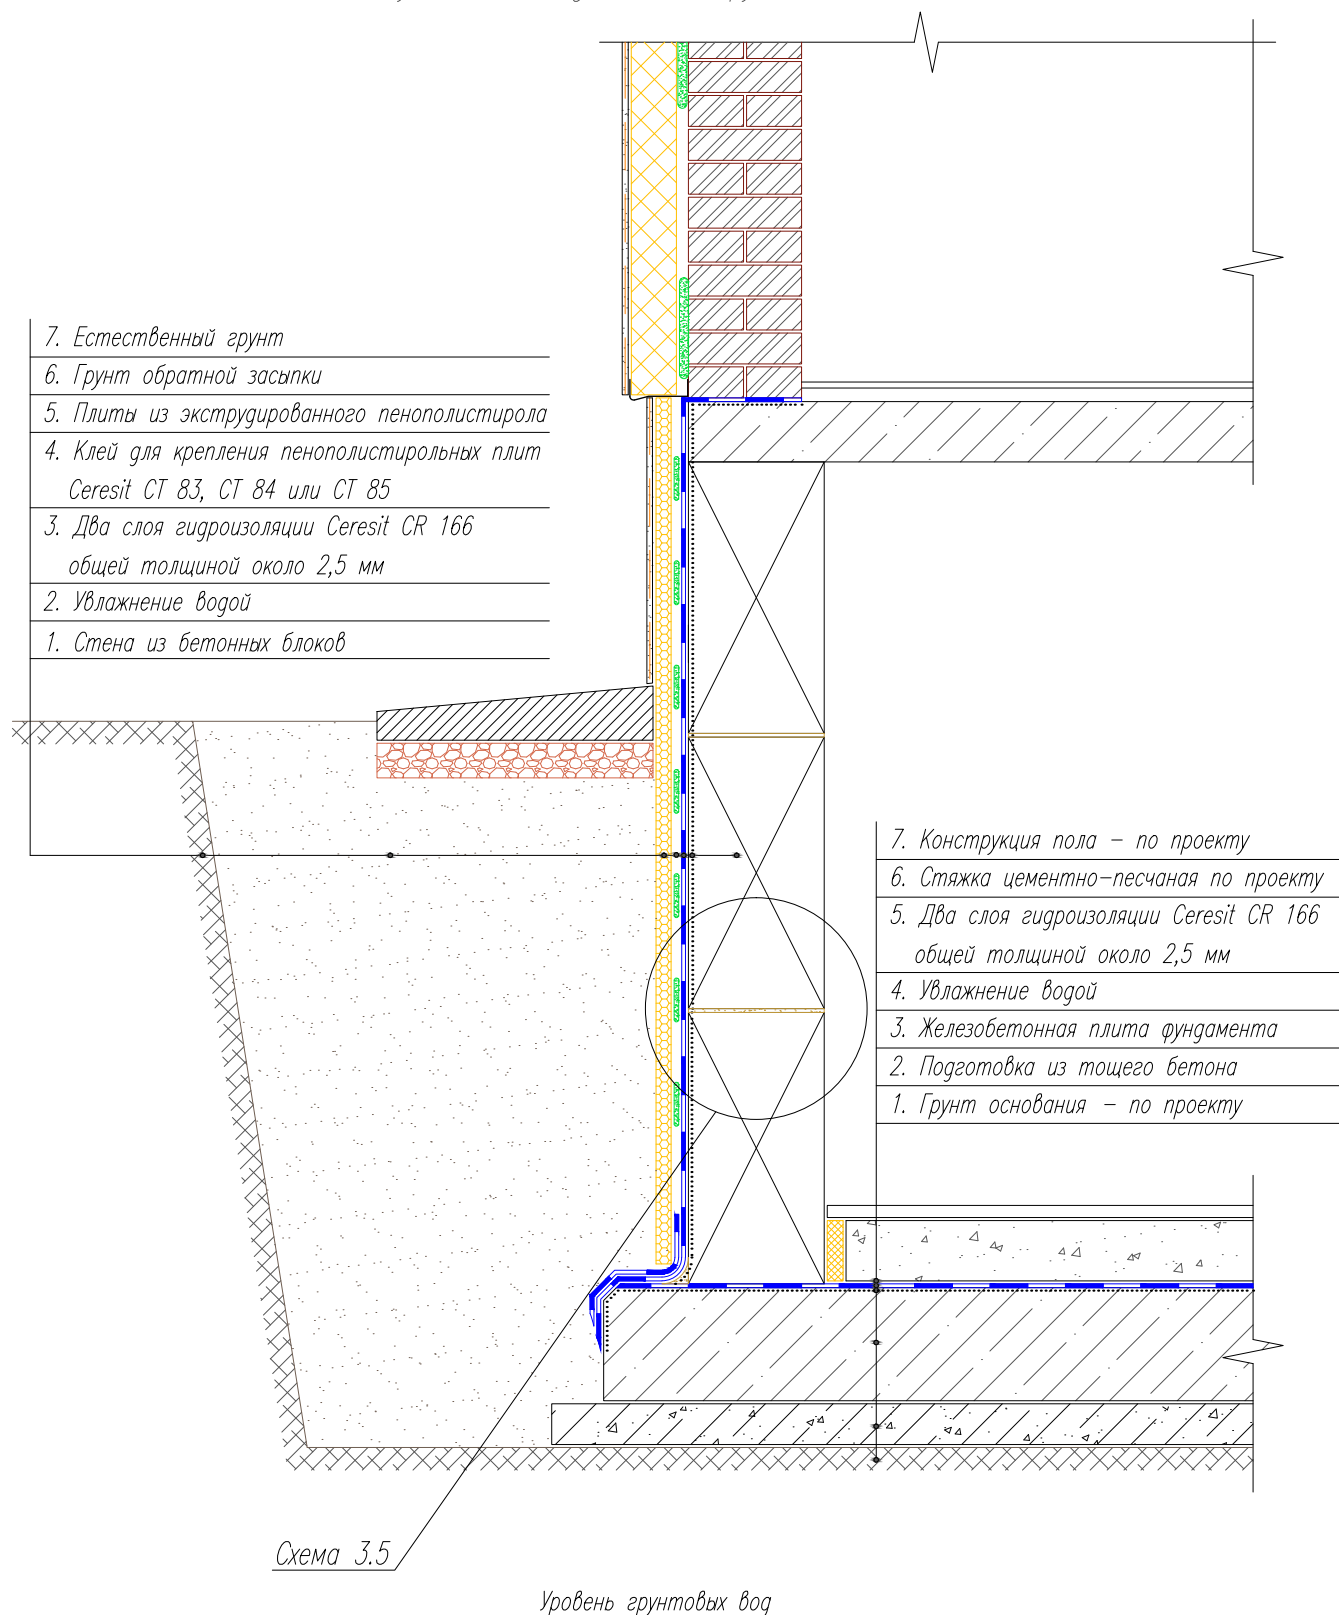 7. Естественный грунт
6. Грунт обратной засыпки
5. Плиты из экструдированного пенополистирола
4. Клей для крепления пенополистирольных плит
Ceresit СТ 83, СТ 84 или СТ 85
3. Два слоя гидроизоляции Ceresit CR 166
общей толщиной около 2,5 мм
2. Увлажнение водой
1. Стена из бетонных блоков
7. Конструкция пола – по проекту
6. Стяжка цементно-песчаная по проекту
5. Два слоя гидроизоляции Ceresit CR 166
общей толщиной около 2,5 мм
4. Увлажнение водой
3. Железобетонная плита фундамента
2. Подготовка из тощего бетона
1. Грунт основания – по проекту
Схема 3.5
Уровень грунтовых вод